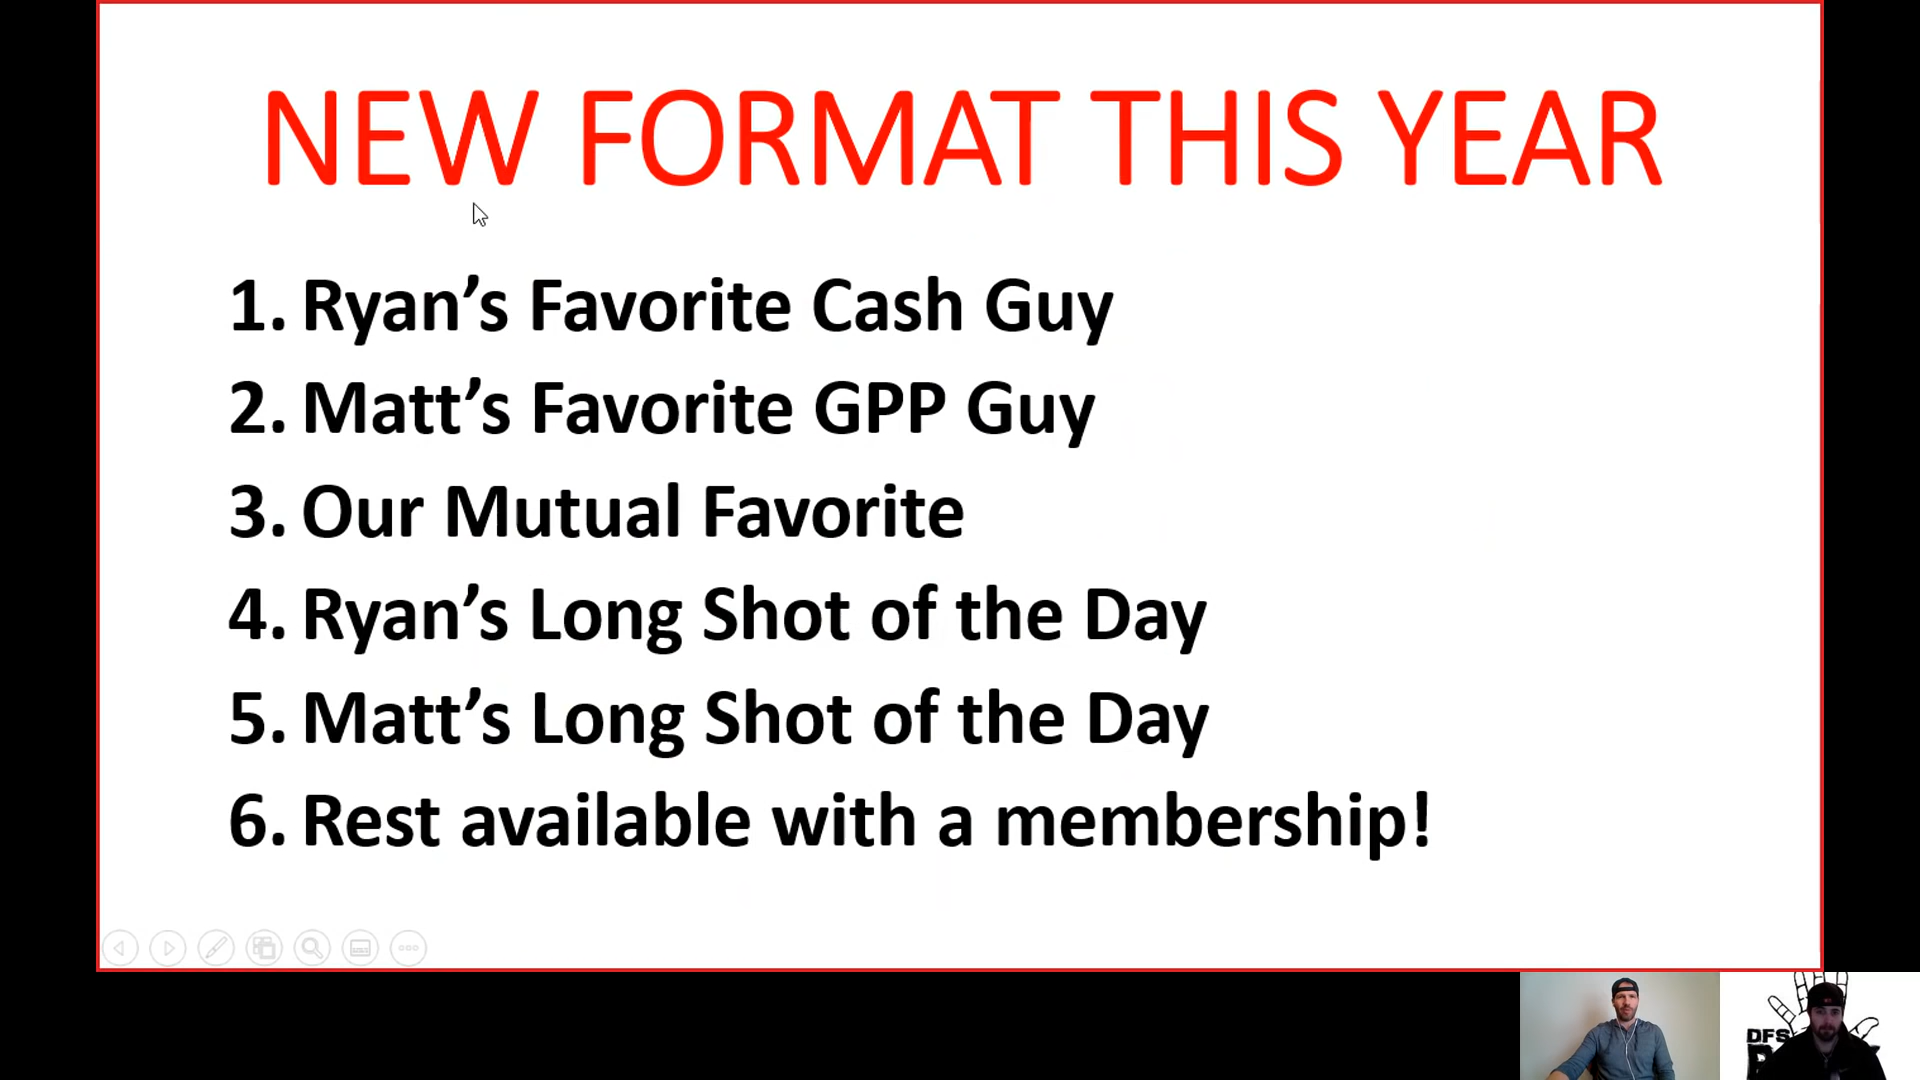 NEW FORMAT THIS YEAR
1. Ryan’s Favorite Cash Guy
2. Matt’s Favorite GPP Guy
3. Our Mutual Favorite
4. Ryan’s Long Shot of the Day
5. Matt’s Long Shot of the Day
6. Rest available with a membership!
DFS